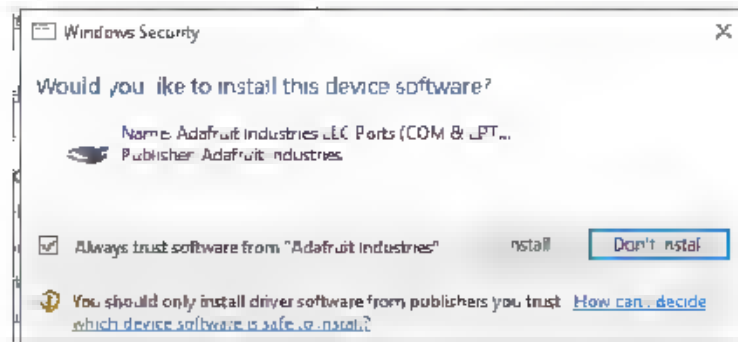 Windows Security
Would you like to install this device software?
Name: Adafruit Industries LLC Ports (COM & LPT...
Publisher: Adafruit Industries
Always trust software from "Adafruit Industries"
Install
Don't Install
You should only install driver software from publishers you trust. How can I decide
which device software is safe to install?